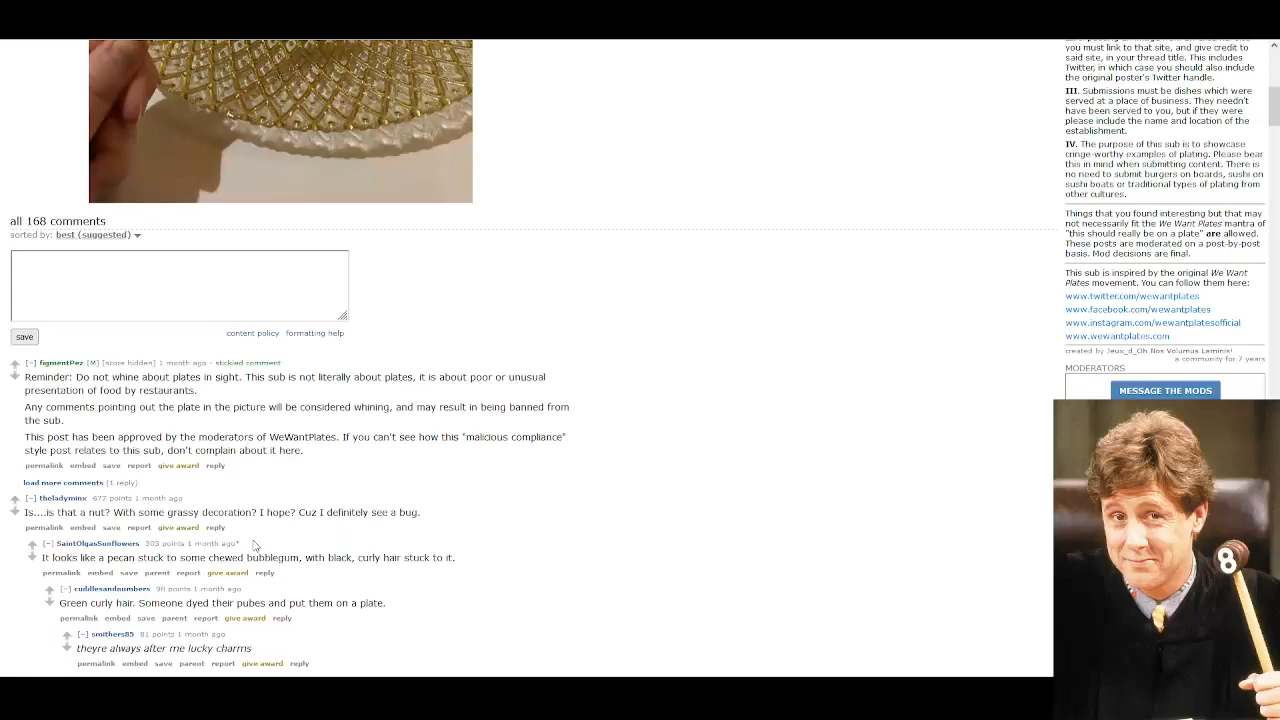 you must link to that site, and give credit to
said site, in your thread title. This includes
Twitter, in which case you should also include
the original poster's Twitter handle.
III. Submissions must be dishes which were
served at a place of business. They needn't
have been served to you, but if they were
please include the name and location of the
establishment.
IV. The purpose of this sub is to showcase
cringe-worthy examples of plating. Please bear
this in mind when submitting content. There is
no need to submit burgers on boards, sushi on
sushi boats or traditional types of plating from
other cultures.
Things that you found interesting but that may
not necessarily fit the We Want Plates mantra of
"this should really be on a plate" are allowed.
These posts are moderated on a post-by-post
basis. Mod decisions are final.
This sub is inspired by the original We Want
Plates movement. You can follow them here:
www.twitter.com/wewantplates
www.facebook.com/wewantplates
www.instagram.com/wewantplatesofficial
www.wewantplates.com
created by Jeux_d_Oh Nos Volumus Laminis!
a community for 7 years
MODERATORS
MESSAGE THE MODS
all 168 comments
sorted by: best (suggested)
save
content policy formatting help
[-] figmentPez [M] [store hidden] 1 month ago - stickied comment
Reminder: Do not whine about plates in sight. This sub is not literally about plates, it is about poor or unusual
presentation of food by restaurants.
Any comments pointing out the plate in the picture will be considered whining, and may result in being banned from
the sub.
This post has been approved by the moderators of WeWantPlates. If you can't see how this "malicious compliance"
style post relates to this sub, don't complain about it here.
permalink embed save report give award reply
load more comments (1 reply)
[-] theladyminx 677 points 1 month ago
Is....is that a nut? With some grassy decoration? I hope? Cuz I definitely see a bug.
permalink embed save report give award reply
[-] SaintOlgasSunflowers 303 points 1 month ago*
It looks like a pecan stuck to some chewed bubblegum, with black, curly hair stuck to it.
permalink embed save parent report give award reply
[-] cuddlesandnumbers 98 points 1 month ago
Green curly hair. Someone dyed their pubes and put them on a plate.
permalink embed save parent report give award reply
[-] smithers85 81 points 1 month ago
theyre always after me lucky charms
permalink embed save parent report give award reply
8